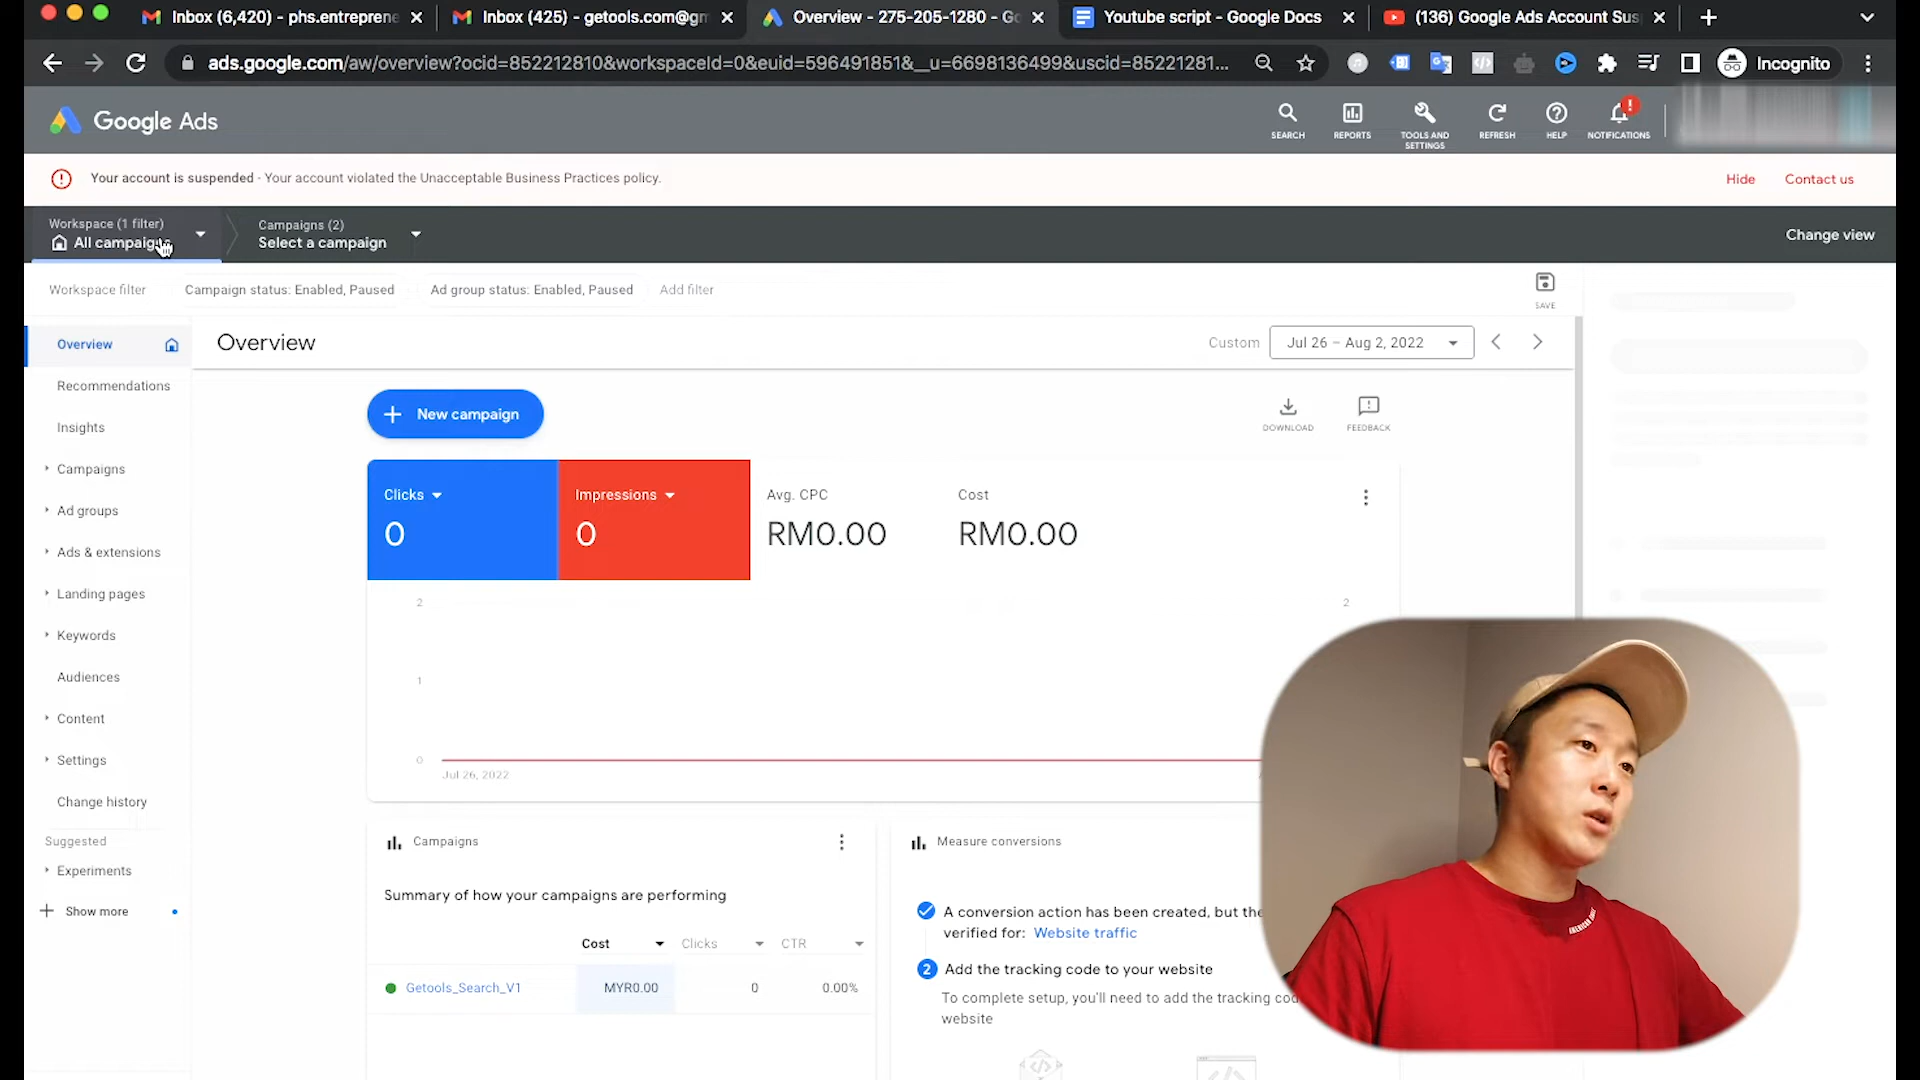 Inbox (6,420) - phs.entreprene
Inbox (425) - getools.com@gm
Overview - 275-205-1280 - Go
Youtube script - Google Docs
(136) Google Ads Account Sus
ads.google.com/aw/overview?ocid=852212810&workspaceId=0&euid=596491851&__u=6698136499&uscid=85221281...
Incognito
Google Ads
SEARCH
REPORTS
TOOLS AND
SETTINGS
REFRESH
HELP
NOTIFICATIONS
Your account is suspended - Your account violated the Unacceptable Business Practices policy.
Hide
Contact us
Workspace (1 filter)
All campaigns
Campaigns (2)
Select a campaign
Change view
Workspace filter
Campaign status: Enabled, Paused
Ad group status: Enabled, Paused
Add filter
SAVE
Overview
Recommendations
Insights
Campaigns
Ad groups
Ads & extensions
Landing pages
Keywords
Audiences
Content
Settings
Change history
Suggested
Experiments
Show more
Overview
Custom
Jul 26 – Aug 2, 2022
New campaign
DOWNLOAD
FEEDBACK
Clicks
0
Impressions
0
Avg. CPC
RM0.00
Cost
RM0.00
2
2
1
0
Jul 26, 2022
Campaigns
Summary of how your campaigns are performing
Cost
Clicks
CTR
Getools_Search_V1
MYR0.00
0
0.00%
Measure conversions
A conversion action has been created, but the
verified for: Website traffic
2
Add the tracking code to your website
To complete setup, you'll need to add the tracking cod
website